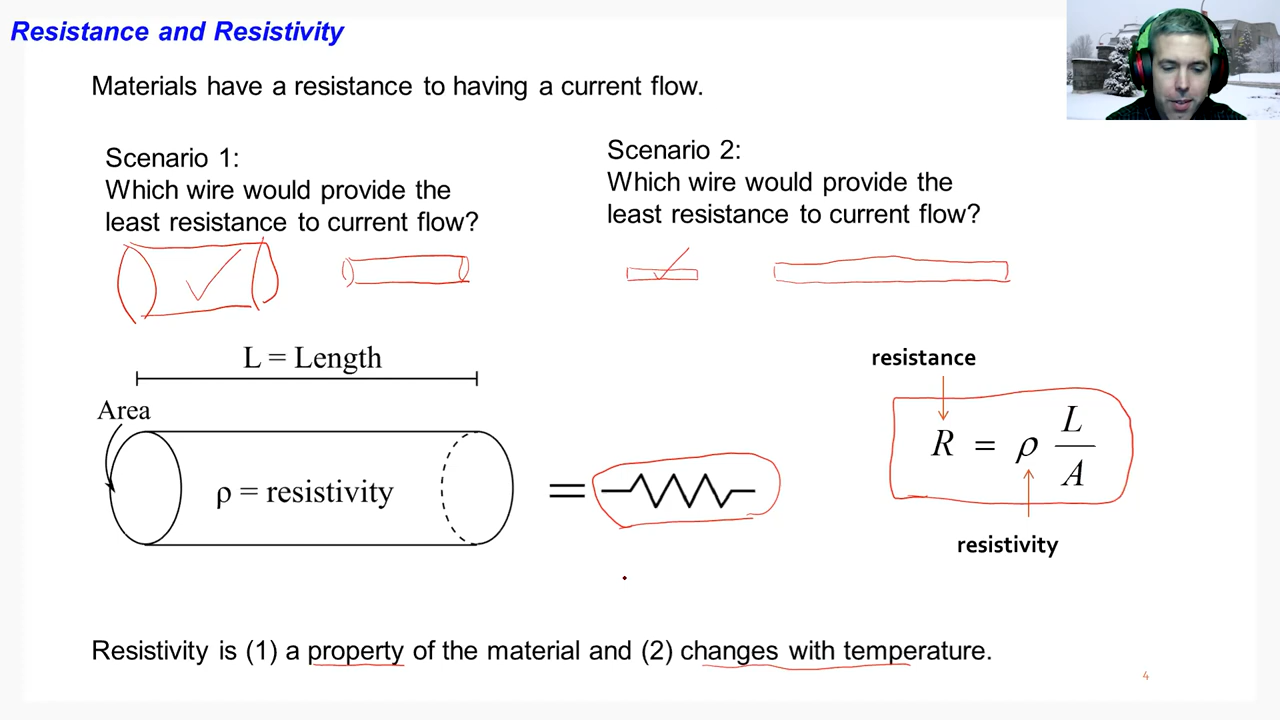 Resistance and Resistivity
Materials have a resistance to having a current flow.
Scenario 1:
Which wire would provide the
least resistance to current flow?
Scenario 2:
Which wire would provide the
least resistance to current flow?
L = Length
Area
ρ = resistivity
=
resistance
R = ρ L/A
resistivity
Resistivity is (1) a property of the material and (2) changes with temperature.
4